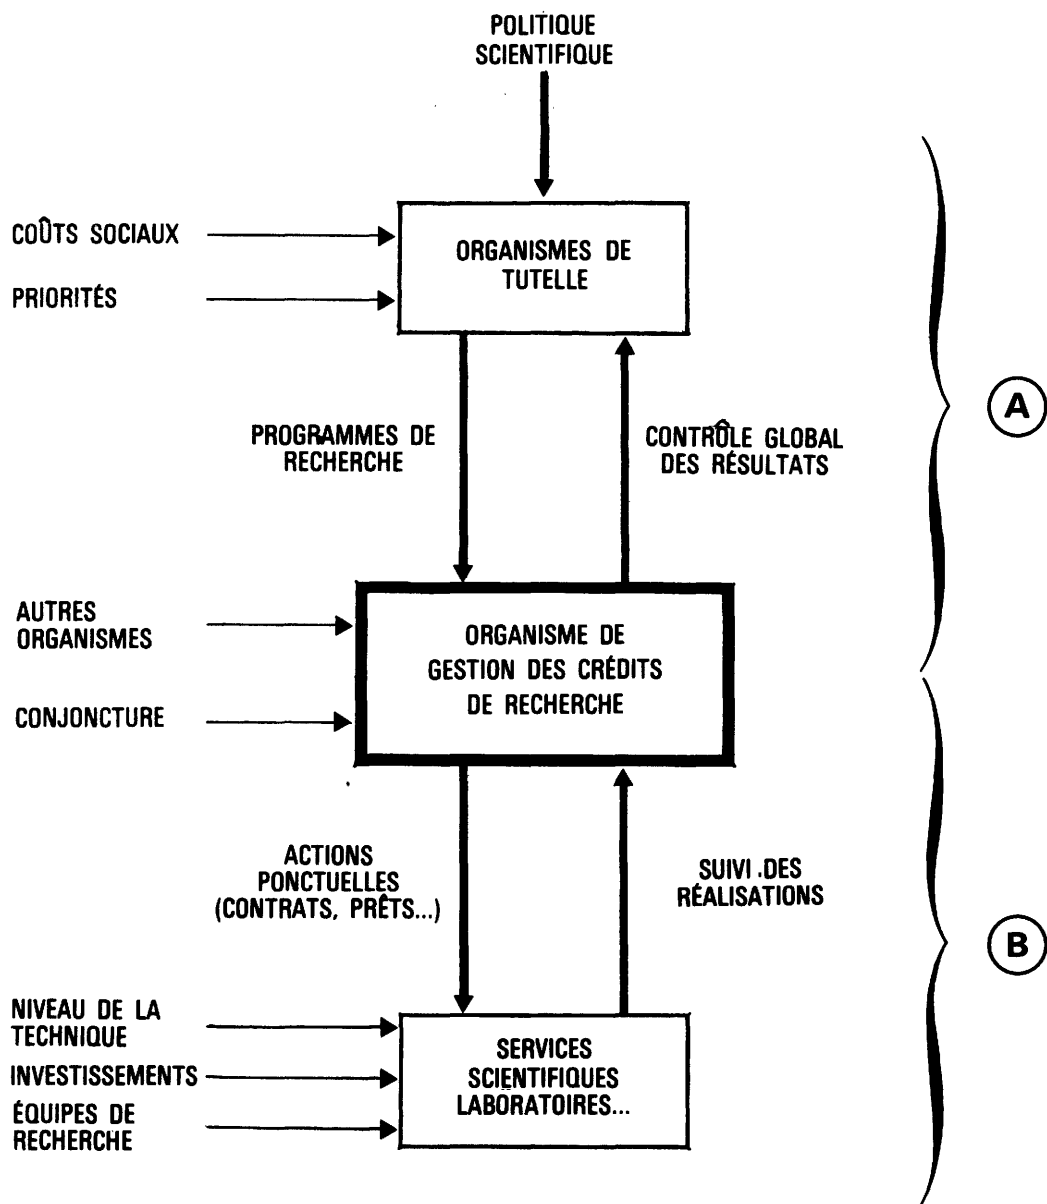 POLITIQUE
SCIENTIFIQUE
COÛTS SOCIAUX
PRIORITÉS
ORGANISMES DE
TUTELLE
PROGRAMMES DE
RECHERCHE
CONTRÔLE GLOBAL
DES RÉSULTATS
A
AUTRES
ORGANISMES
CONJONCTURE
ORGANISME DE
GESTION DES CRÉDITS
DE RECHERCHE
ACTIONS
PONCTUELLES
(CONTRATS, PRÊTS...)
SUIVI .DES
RÉALISATIONS
B
NIVEAU DE LA
TECHNIQUE
INVESTISSEMENTS
ÉQUIPES DE
RECHERCHE
SERVICES
SCIENTIFIQUES
LABORATOIRES...